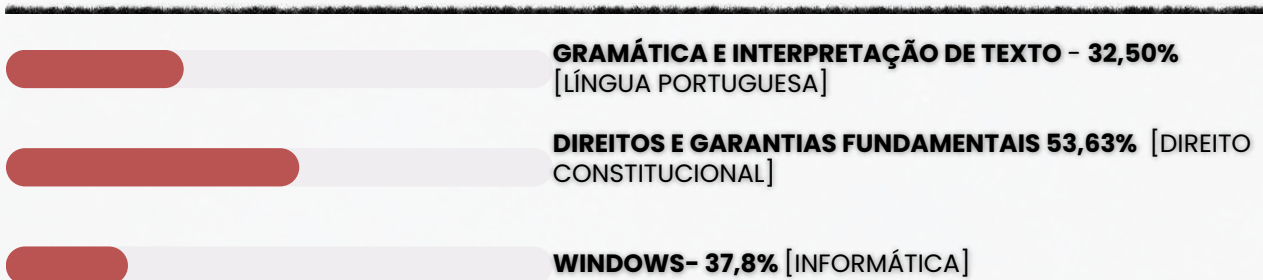 GRAMÁTICA E INTERPRETAÇÃO DE TEXTO - 32,50%
[LÍNGUA PORTUGUESA]
DIREITOS E GARANTIAS FUNDAMENTAIS 53,63% [DIREITO
CONSTITUCIONAL]
WINDOWS- 37,8% [INFORMÁTICA]